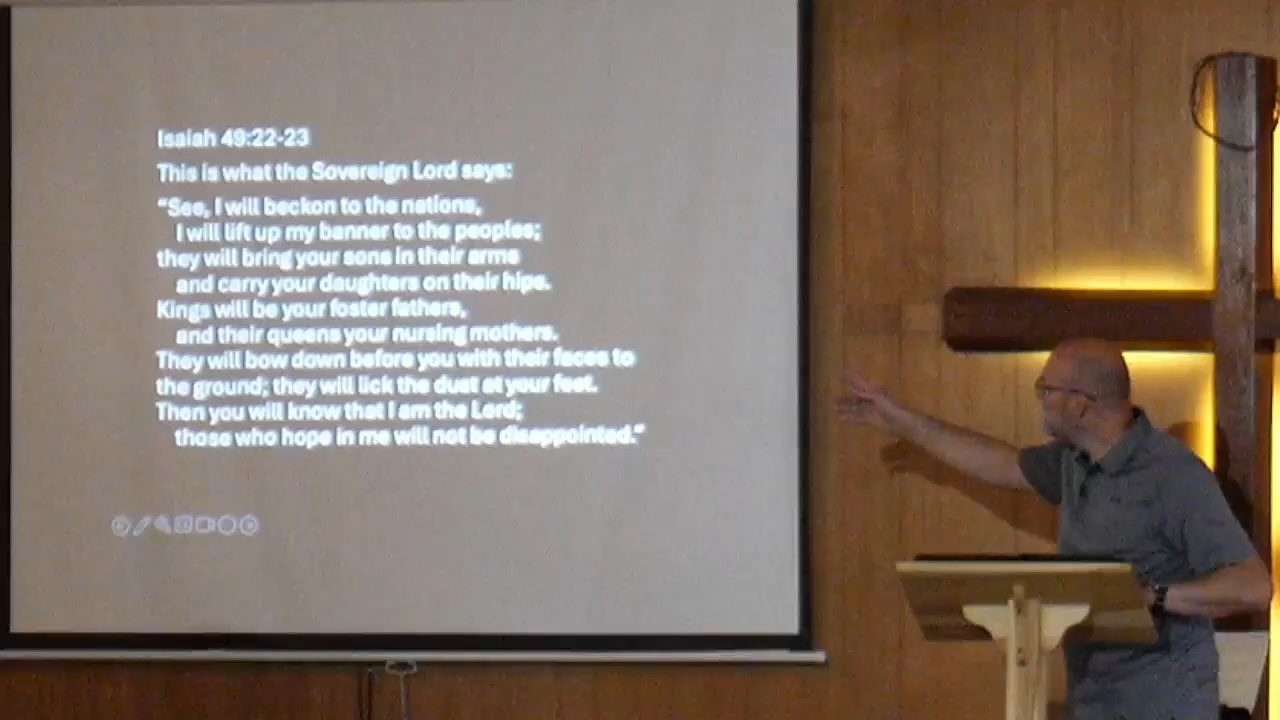 Isaiah 49:22-23
This is what the Sovereign Lord says:
“See, I will beckon to the nations,
I will lift up my banner to the peoples;
they will bring your sons in their arms
and carry your daughters on their hips.
Kings will be your foster fathers,
and their queens your nursing mothers.
They will bow down before you with their faces to
the ground; they will lick the dust at your feet.
Then you will know that I am the Lord;
those who hope in me will not be disappointed.”